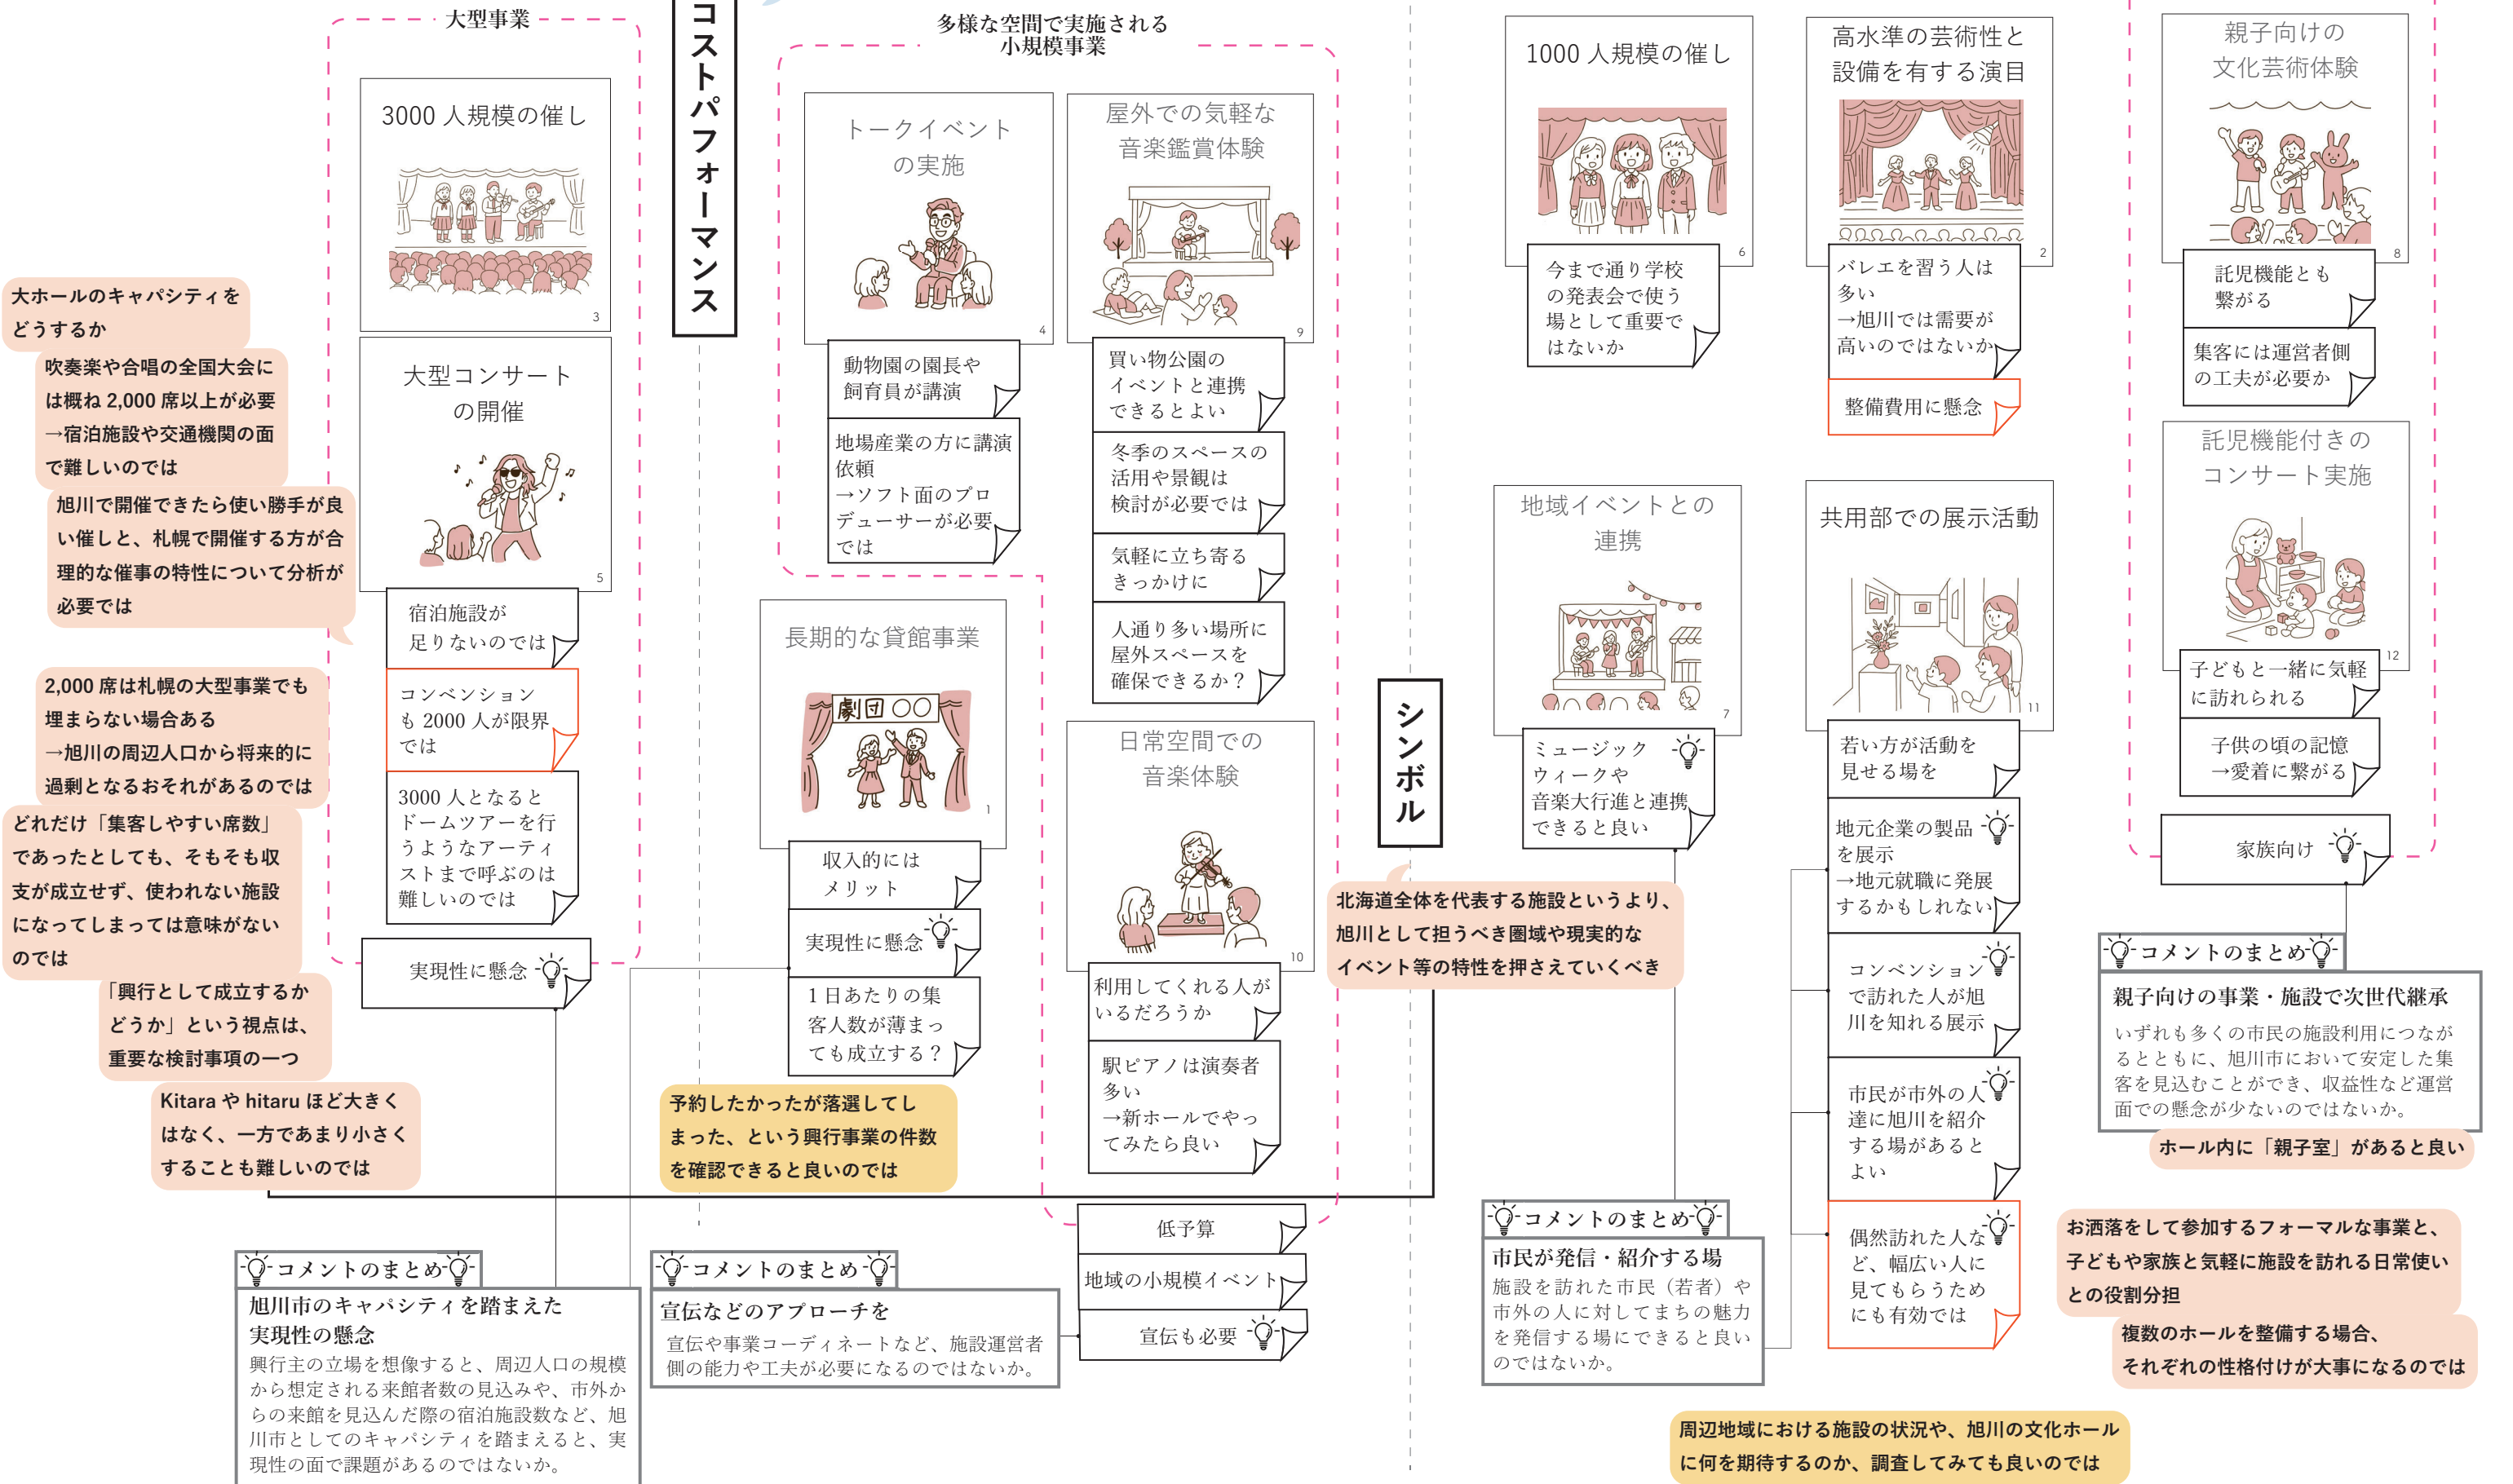 大型事業
3000 人規模の催し
3
大型コンサート
の開催
5
宿泊施設が
足りないのでは
コンベンション
も 2000 人が限界
では
3000 人となると
ドームツアーを行
うようなアーティ
ストまで呼ぶのは
難しいのでは
実現性に懸念
大ホールのキャパシティを
どうするか
吹奏楽や合唱の全国大会に
は概ね 2,000 席以上が必要
→宿泊施設や交通機関の面
で難しいのでは
旭川で開催できたら使い勝手が良
い催しと、札幌で開催する方が合
理的な催事の特性について分析が
必要では
2,000 席は札幌の大型事業でも
埋まらない場合ある
→旭川の周辺人口から将来的に
過剰となるおそれがあるのでは
どれだけ「集客しやすい席数」
であったとしても、そもそも収
支が成立せず、使われない施設
になってしまっては意味がない
のでは
「興行として成立するか
どうか」という視点は、
重要な検討事項の一つ
Kitara や hitaru ほど大きく
はなく、一方であまり小さく
することも難しいのでは
コメントのまとめ
旭川市のキャパシティを踏まえた
実現性の懸念
興行主の立場を想像すると、周辺人口の規模
から想定される来館者数の見込みや、市外か
らの来館を見込んだ際の宿泊施設数など、旭
川市としてのキャパシティを踏まえると、実
現性の面で課題があるのではないか。
コストパフォーマンス
多様な空間で実施される
小規模事業
トークイベント
の実施
4
動物園の園長や
飼育員が講演
地場産業の方に講演
依頼
→ソフト面のプロ
デューサーが必要
では
屋外での気軽な
音楽鑑賞体験
9
買い物公園の
イベントと連携
できるとよい
冬季のスペースの
活用や景観は
検討が必要では
気軽に立ち寄る
きっかけに
人通り多い場所に
屋外スペースを
確保できるか？
長期的な貸館事業
劇団 〇〇
1
収入的には
メリット
実現性に懸念
1 日あたりの集
客人数が薄まっ
ても成立する？
予約したかったが落選してし
まった、という興行事業の件数
を確認できると良いのでは
日常空間での
音楽体験
10
利用してくれる人が
いるだろうか
駅ピアノは演奏者
多い
→新ホールでやっ
てみたら良い
低予算
地域の小規模イベント
宣伝も必要
コメントのまとめ
宣伝などのアプローチを
宣伝や事業コーディネートなど、施設運営者
側の能力や工夫が必要になるのではないか。
シンボル
北海道全体を代表する施設というより、
旭川として担うべき圏域や現実的な
イベント等の特性を押さえていくべき
1000 人規模の催し
6
今まで通り学校
の発表会で使う
場として重要で
はないか
高水準の芸術性と
設備を有する演目
2
バレエを習う人は
多い
→旭川では需要が
高いのではないか
整備費用に懸念
地域イベントとの
連携
7
ミュージック
ウィークや
音楽大行進と連携
できると良い
共用部での展示活動
11
若い方が活動を
見せる場を
地元企業の製品
を展示
→地元就職に発展
するかもしれない
コンベンション
で訪れた人が旭
川を知れる展示
市民が市外の人
達に旭川を紹介
する場があると
よい
偶然訪れた人な
ど、幅広い人に
見てもらうため
にも有効では
コメントのまとめ
市民が発信・紹介する場
施設を訪れた市民（若者）や
市外の人に対してまちの魅力
を発信する場にできると良い
のではないか。
親子向けの
文化芸術体験
8
託児機能とも
繋がる
集客には運営者側
の工夫が必要か
託児機能付きの
コンサート実施
12
子どもと一緒に気軽
に訪れられる
子供の頃の記憶
→愛着に繋がる
家族向け
コメントのまとめ
親子向けの事業・施設で次世代継承
いずれも多くの市民の施設利用につなが
るとともに、旭川市において安定した集
客を見込むことができ、収益性など運営
面での懸念が少ないのではないか。
ホール内に「親子室」があると良い
お洒落をして参加するフォーマルな事業と、
子どもや家族と気軽に施設を訪れる日常使い
との役割分担
複数のホールを整備する場合、
それぞれの性格付けが大事になるのでは
周辺地域における施設の状況や、旭川の文化ホール
に何を期待するのか、調査してみても良いのでは